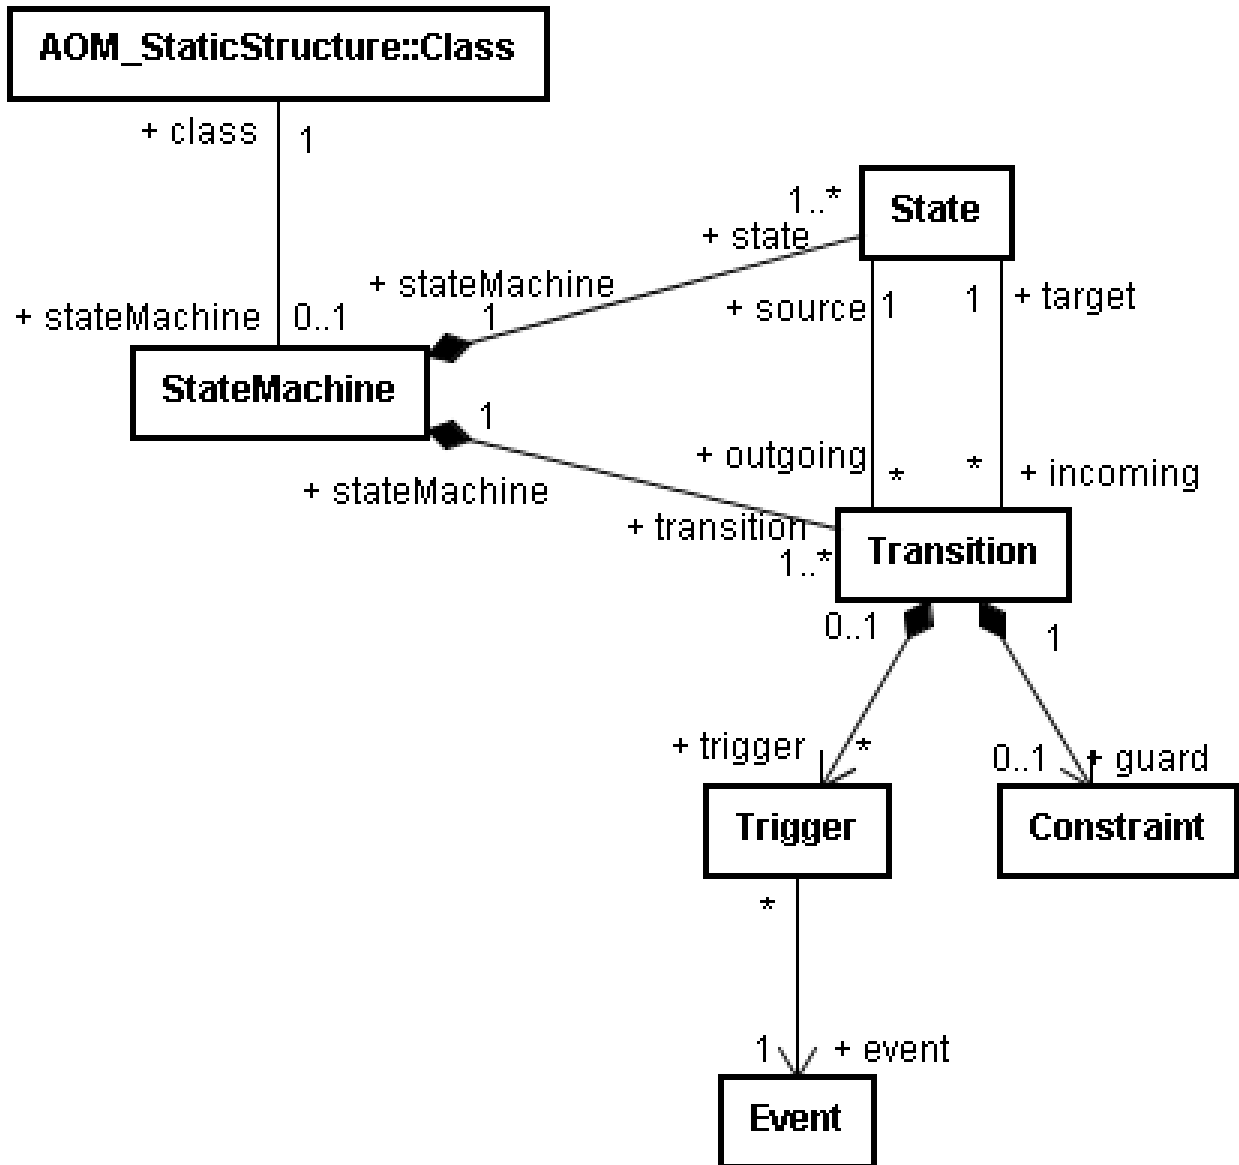 AOM_StaticStructure::Class
+ class 1
1..*
State
+ state
+ stateMachine
1
+ source 1
1 + target
+ stateMachine 0..1
StateMachine
1
+ stateMachine
+ outgoing *
* + incoming
+ transition
1..*
Transition
0..1
1
+ trigger *
0..1 + guard
Trigger
Constraint
*
1 + event
Event